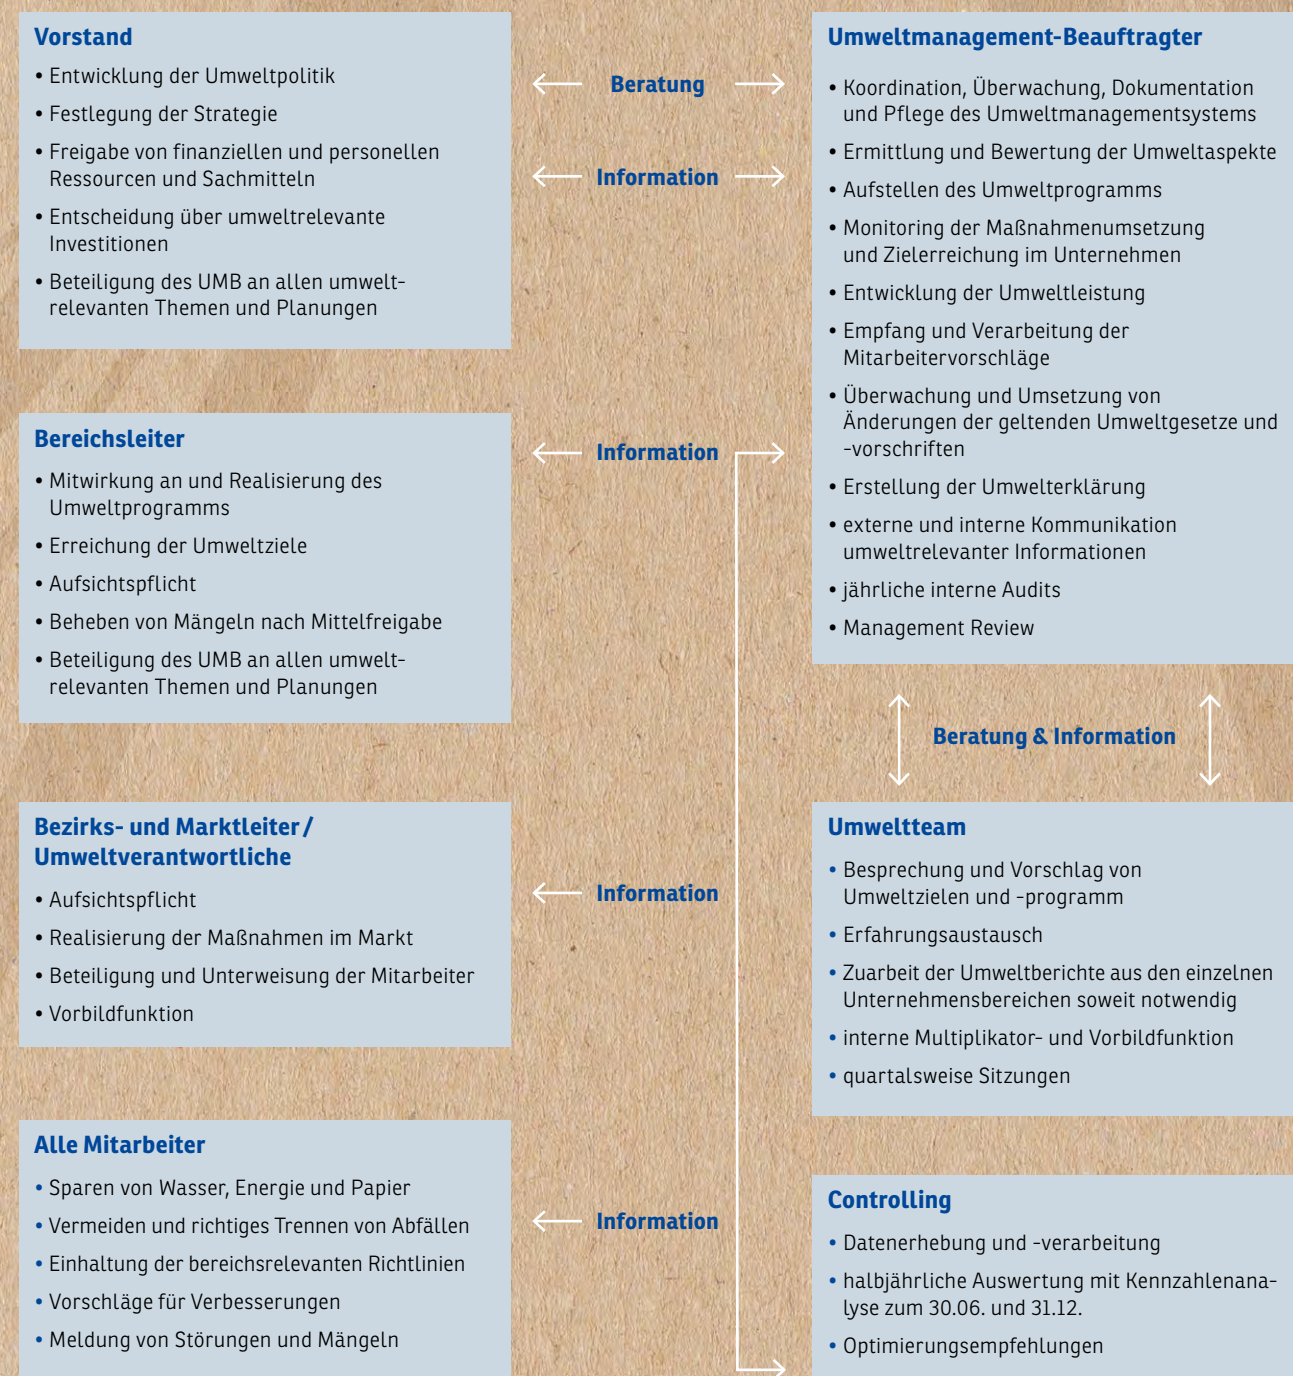 Vorstand
• Entwicklung der Umweltpolitik
• Festlegung der Strategie
• Freigabe von finanziellen und personellen
Ressourcen und Sachmitteln
• Entscheidung über umweltrelevante
Investitionen
• Beteiligung des UMB an allen umwelt-
relevanten Themen und Planungen
Beratung
Information
Umweltmanagement-Beauftragter
• Koordination, Überwachung, Dokumentation
und Pflege des Umweltmanagementsystems
• Ermittlung und Bewertung der Umweltaspekte
• Aufstellen des Umweltprogramms
• Monitoring der Maßnahmenumsetzung
und Zielerreichung im Unternehmen
• Entwicklung der Umweltleistung
• Empfang und Verarbeitung der
Mitarbeitervorschläge
• Überwachung und Umsetzung von
Änderungen der geltenden Umweltgesetze und
-vorschriften
• Erstellung der Umwelterklärung
• externe und interne Kommunikation
umweltrelevanter Informationen
• jährliche interne Audits
• Management Review
Bereichsleiter
• Mitwirkung an und Realisierung des
Umweltprogramms
• Erreichung der Umweltziele
• Aufsichtspflicht
• Beheben von Mängeln nach Mittelfreigabe
• Beteiligung des UMB an allen umwelt-
relevanten Themen und Planungen
Information
Beratung & Information
Bezirks- und Marktleiter /
Umweltverantwortliche
• Aufsichtspflicht
• Realisierung der Maßnahmen im Markt
• Beteiligung und Unterweisung der Mitarbeiter
• Vorbildfunktion
Information
Umweltteam
• Besprechung und Vorschlag von
Umweltzielen und -programm
• Erfahrungsaustausch
• Zuarbeit der Umweltberichte aus den einzelnen
Unternehmensbereichen soweit notwendig
• interne Multiplikator- und Vorbildfunktion
• quartalsweise Sitzungen
Alle Mitarbeiter
• Sparen von Wasser, Energie und Papier
• Vermeiden und richtiges Trennen von Abfällen
• Einhaltung der bereichsrelevanten Richtlinien
• Vorschläge für Verbesserungen
• Meldung von Störungen und Mängeln
Information
Controlling
• Datenerhebung und -verarbeitung
• halbjährliche Auswertung mit Kennzahlenana-
lyse zum 30.06. und 31.12.
• Optimierungsempfehlungen